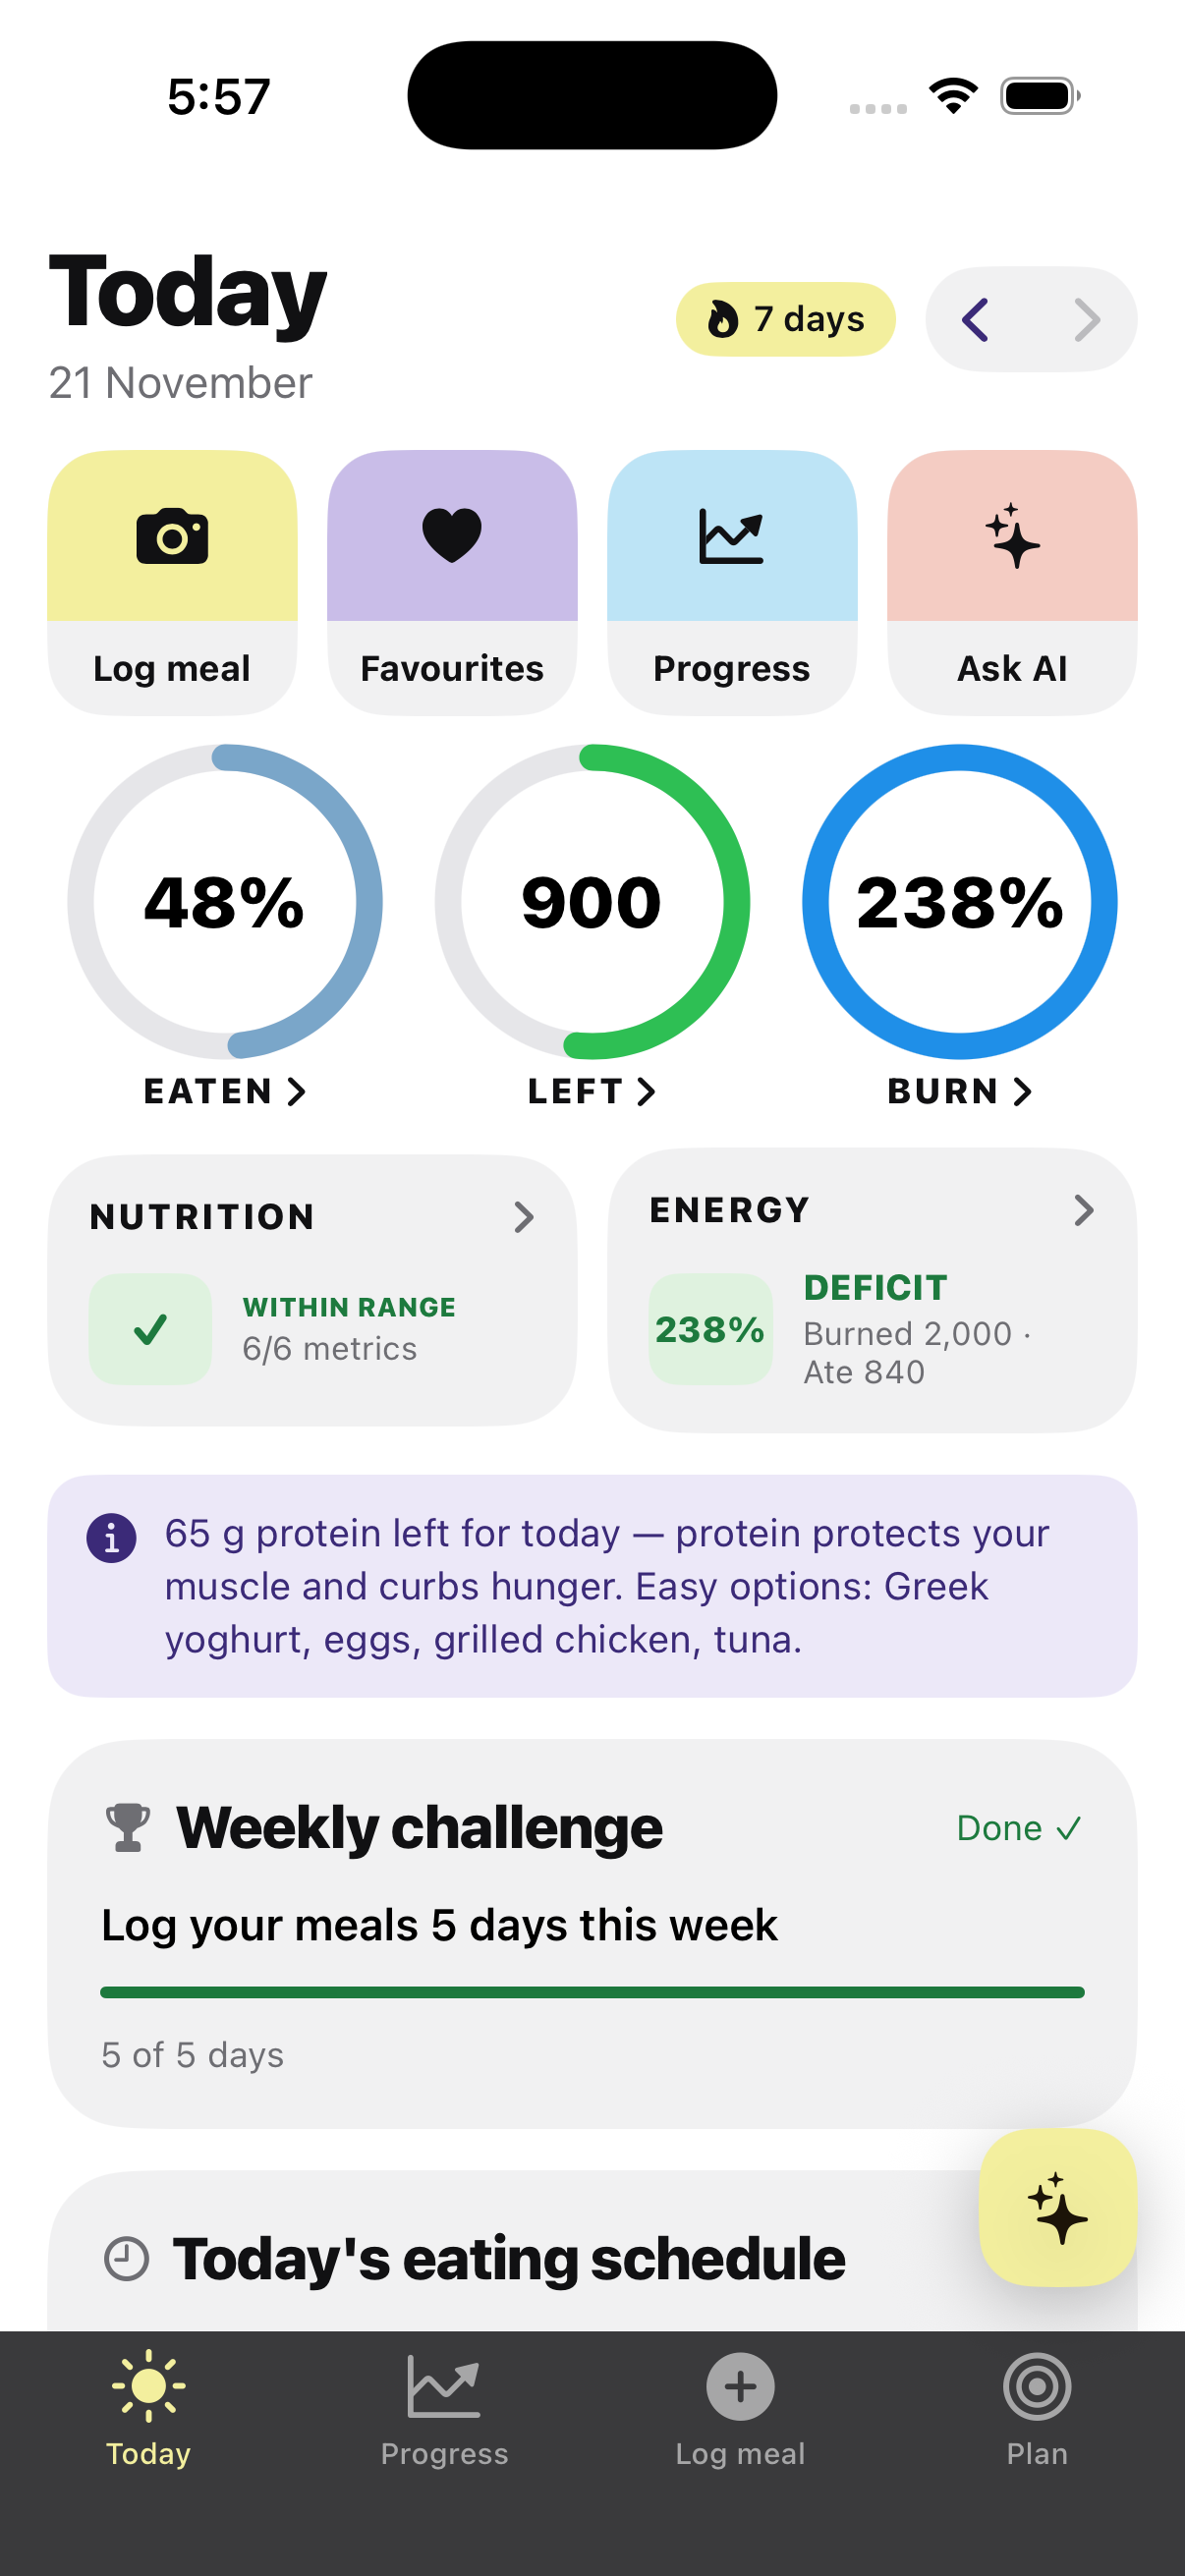 5:57
Today
7 days
21 November
Log meal
Favourites
Progress
Ask AI
48%
900
238%
EATEN
LEFT
BURN
NUTRITION
WITHIN RANGE
6/6 metrics
ENERGY
238%
DEFICIT
Burned 2,000 ·
Ate 840
65 g protein left for today — protein protects your
muscle and curbs hunger. Easy options: Greek
yoghurt, eggs, grilled chicken, tuna.
Weekly challenge
Done ✓
Log your meals 5 days this week
5 of 5 days
Today's eating schedule
Today
Progress
Log meal
Plan